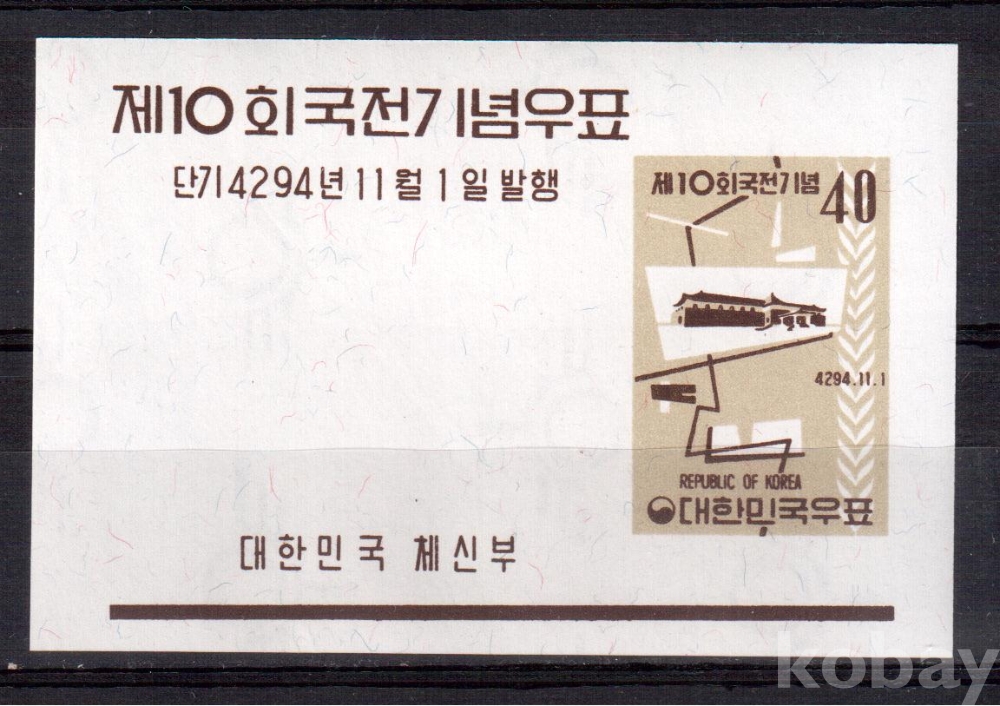 제10회국전기념우표
단기4294년11월1일발행
제10회국전기념 40
4294.11.1
REPUBLIC OF KOREA
대한민국우표
대한민국 체신부
kobay